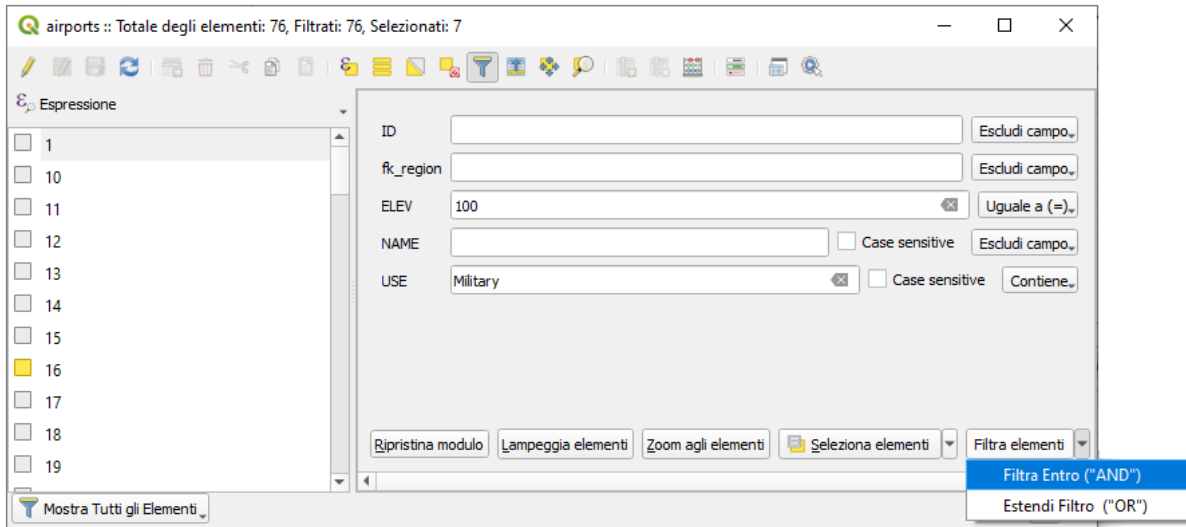 airports :: Totale degli elementi: 76, Filtrati: 76, Selezionati: 7
Espressione
1
10
11
12
13
14
15
16
17
18
19
ID Escludi campo
fk_region Escludi campo
ELEV 100 Uguale a (=)
NAME Case sensitive Escludi campo
USE Military Case sensitive Contiene
Ripristina modulo Lampeggia elementi Zoom agli elementi Seleziona elementi Filtra elementi
Filtra Entro ("AND")
Estendi Filtro ("OR")
Mostra Tutti gli Elementi